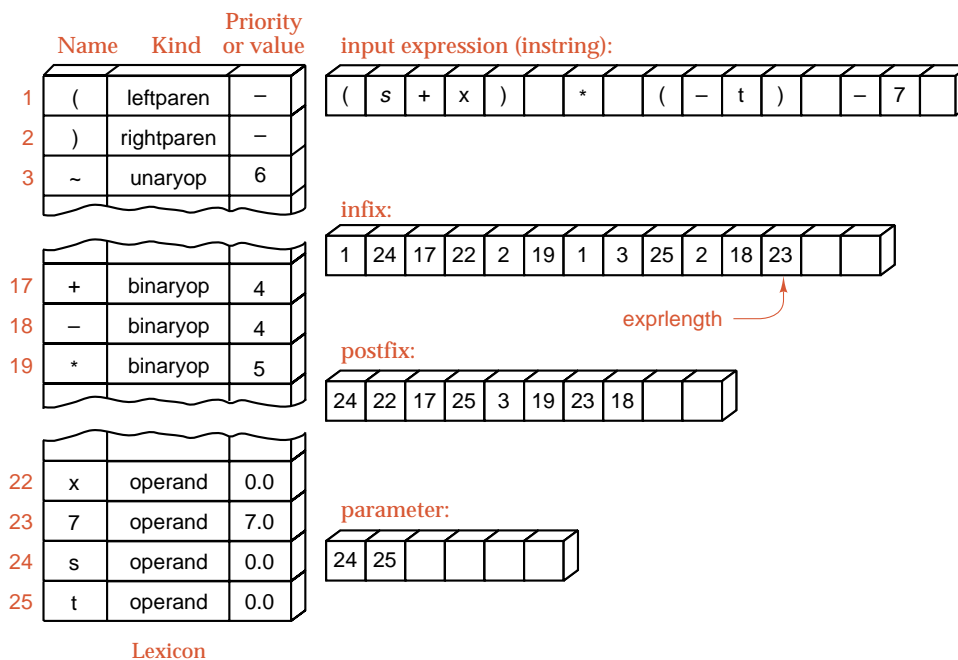 Name Kind Priority or value
1 ( leftparen –
2 ) rightparen –
3 ~ unaryop 6
17 + binaryop 4
18 – binaryop 4
19 * binaryop 5
22 x operand 0.0
23 7 operand 7.0
24 s operand 0.0
25 t operand 0.0
Lexicon
input expression (instring):
( s + x ) * ( – t ) – 7
infix:
1 24 17 22 2 19 1 3 25 2 18 23
exprlength
postfix:
24 22 17 25 3 19 23 18
parameter:
24 25